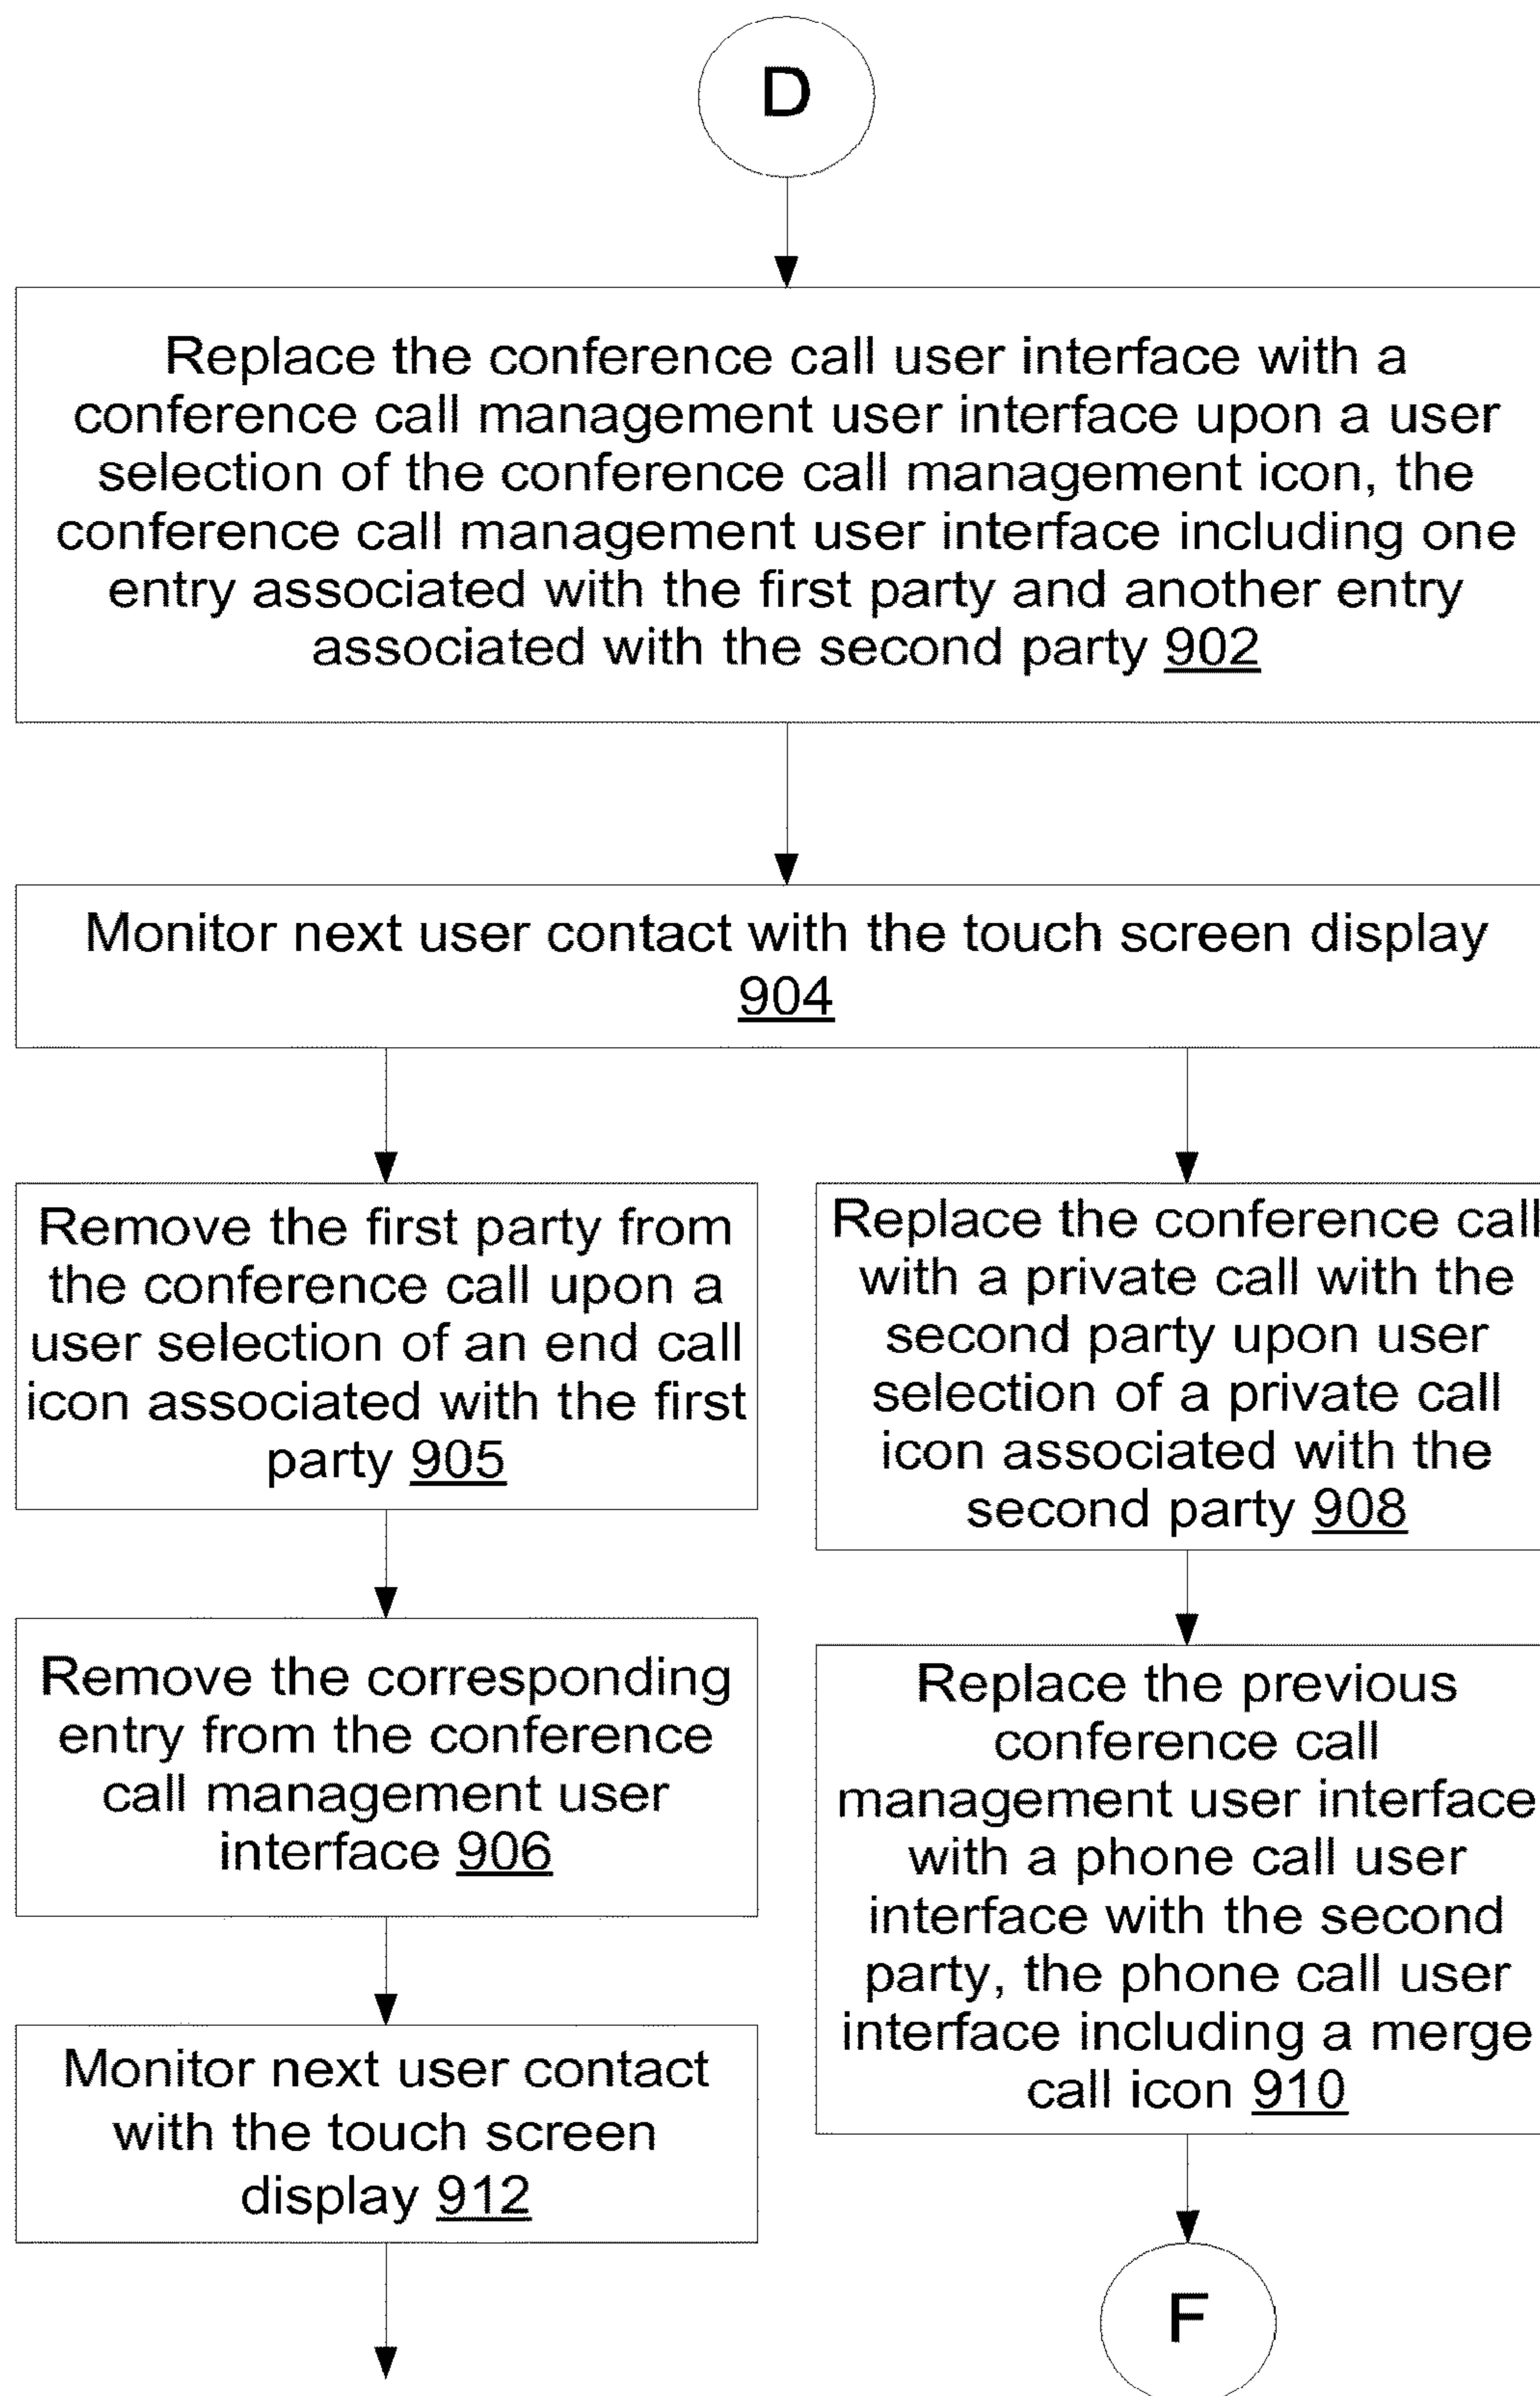 D
Replace the conference call user interface with a
conference call management user interface upon a user
selection of the conference call management icon, the
conference call management user interface including one
entry associated with the first party and another entry
associated with the second party 902
Monitor next user contact with the touch screen display
904
Remove the first party from
the conference call upon a
user selection of an end call
icon associated with the first
party 905
Remove the corresponding
entry from the conference
call management user
interface 906
Monitor next user contact
with the touch screen
display 912
Replace the conference call
with a private call with the
second party upon user
selection of a private call
icon associated with the
second party 908
Replace the previous
conference call
management user interface
with a phone call user
interface with the second
party, the phone call user
interface including a merge
call icon 910
F